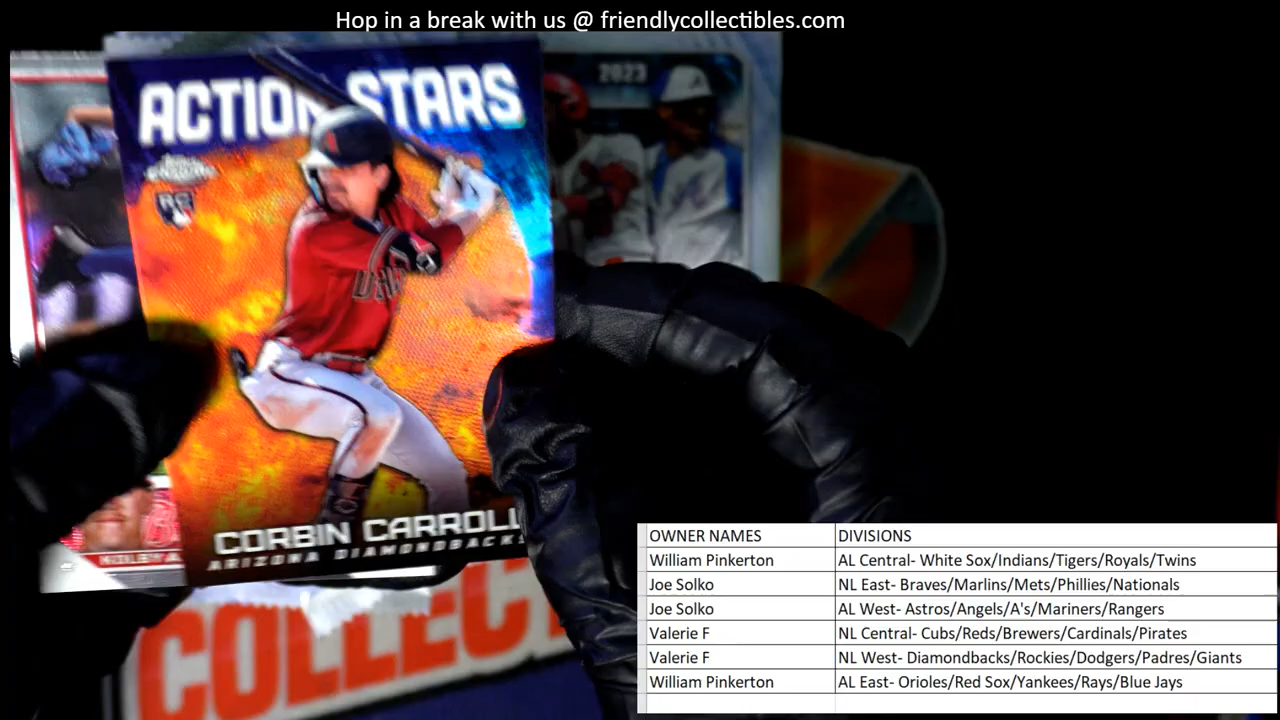 Hop in a break with us @ friendlycollectibles.com
ACTION STARS
2023
RC
CORBIN CARROLL
ARIZONA DIAMONDBACKS
COLLECT
OWNER NAMES DIVISIONS
William Pinkerton AL Central- White Sox/Indians/Tigers/Royals/Twins
Joe Solko NL East- Braves/Marlins/Mets/Phillies/Nationals
Joe Solko AL West- Astros/Angels/A's/Mariners/Rangers
Valerie F NL Central- Cubs/Reds/Brewers/Cardinals/Pirates
Valerie F NL West- Diamondbacks/Rockies/Dodgers/Padres/Giants
William Pinkerton AL East- Orioles/Red Sox/Yankees/Rays/Blue Jays